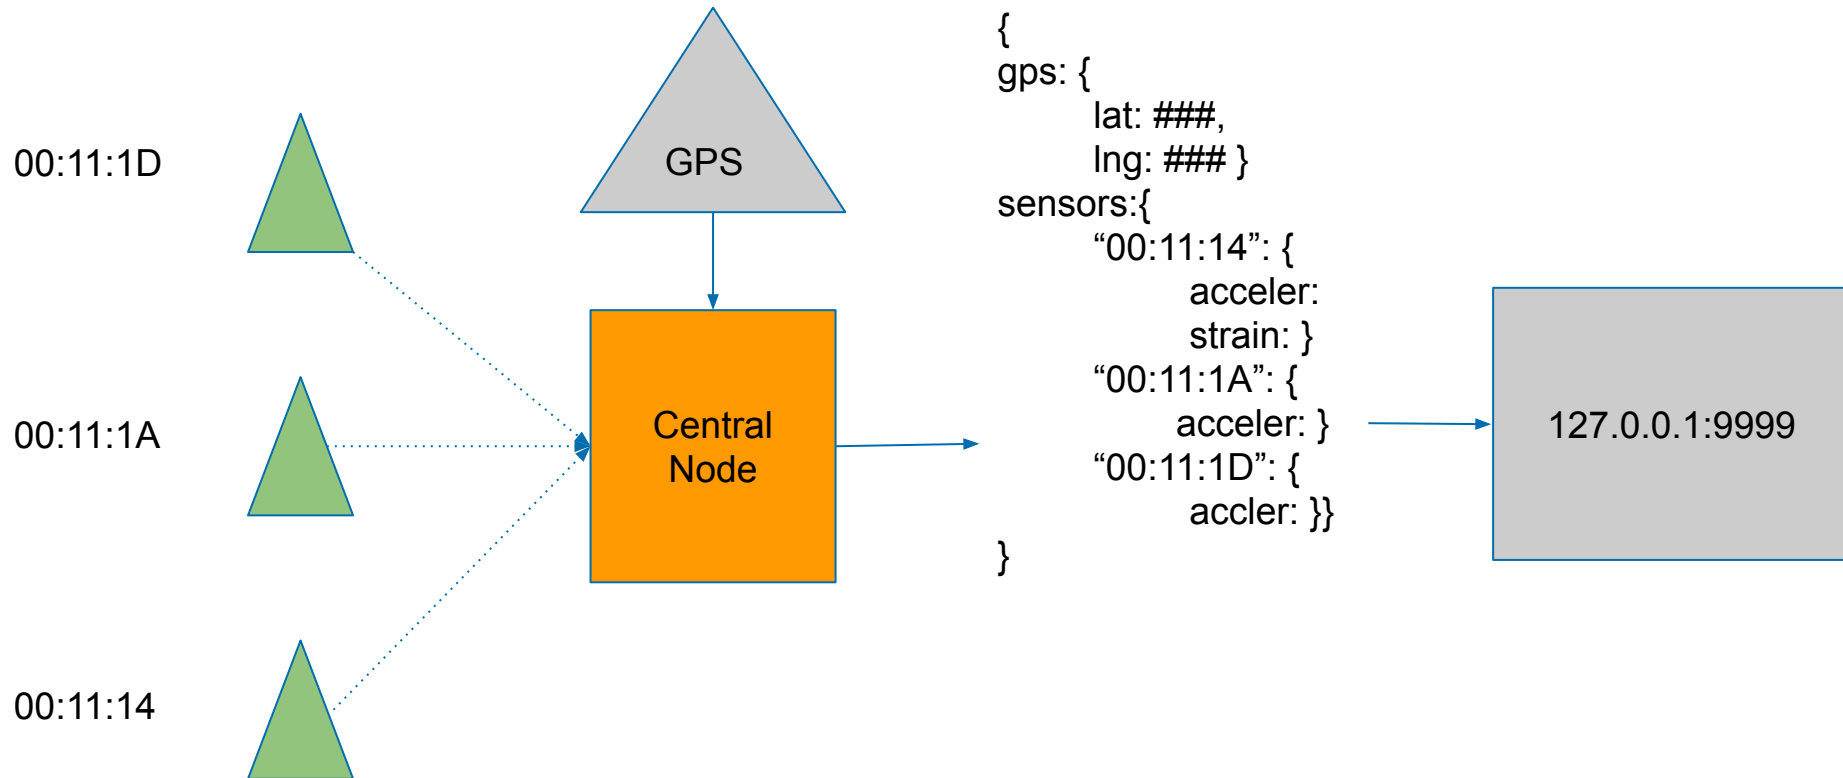 00:11:1D
00:11:1A
00:11:14
GPS
Central
Node
{
gps: {
lat: ###,
lng: ### }
sensors:{
“00:11:14”: {
acceler:
strain: }
“00:11:1A”: {
acceler: }
“00:11:1D”: {
accler: }}
}
127.0.0.1:9999